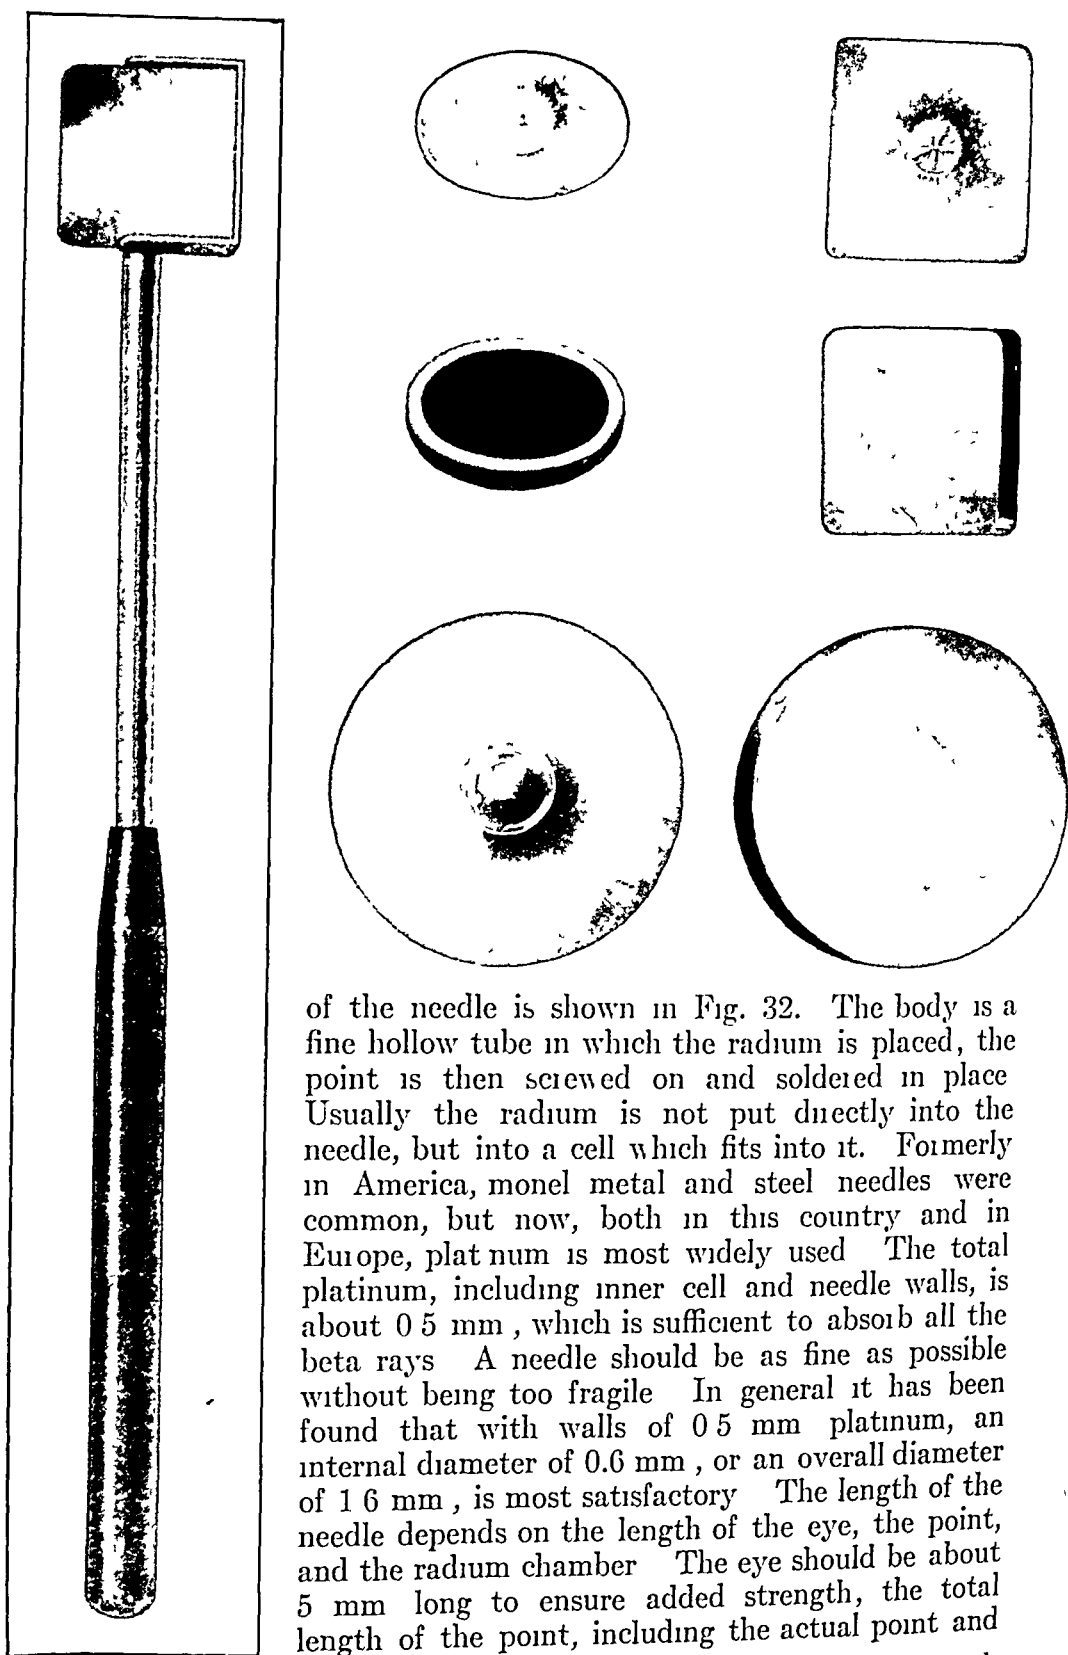 of the needle is shown in Fig. 32. The body is a
fine hollow tube in which the radium is placed, the
point is then screwed on and soldered in place
Usually the radium is not put directly into the
needle, but into a cell which fits into it. Formerly
in America, monel metal and steel needles were
common, but now, both in this country and in
Europe, plat num is most widely used The total
platinum, including inner cell and needle walls, is
about 0 5 mm , which is sufficient to absorb all the
beta rays A needle should be as fine as possible
without being too fragile In general it has been
found that with walls of 0 5 mm platinum, an
internal diameter of 0.6 mm , or an overall diameter
of 1 6 mm , is most satisfactory The length of the
needle depends on the length of the eye, the point,
and the radium chamber The eye should be about
5 mm long to ensure added strength, the total
length of the point, including the actual point and